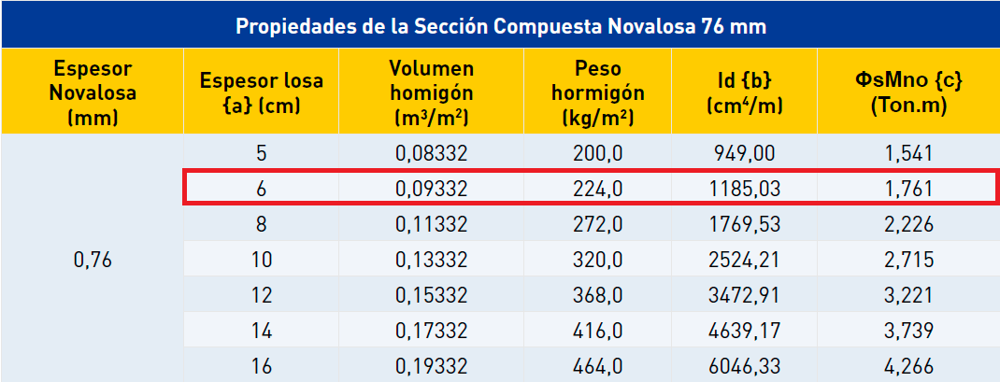 Propiedades de la Sección Compuesta Novalosa 76 mm
Espesor Novalosa (mm) Espesor losa {a} (cm) Volumen homigón (m³/m²) Peso hormigón (kg/m²) Id {b} (cm⁴/m) ΦsMno {c} (Ton.m)
5 0,08332 200,0 949,00 1,541
6 0,09332 224,0 1185,03 1,761
8 0,11332 272,0 1769,53 2,226
0,76 10 0,13332 320,0 2524,21 2,715
12 0,15332 368,0 3472,91 3,221
14 0,17332 416,0 4639,17 3,739
16 0,19332 464,0 6046,33 4,266